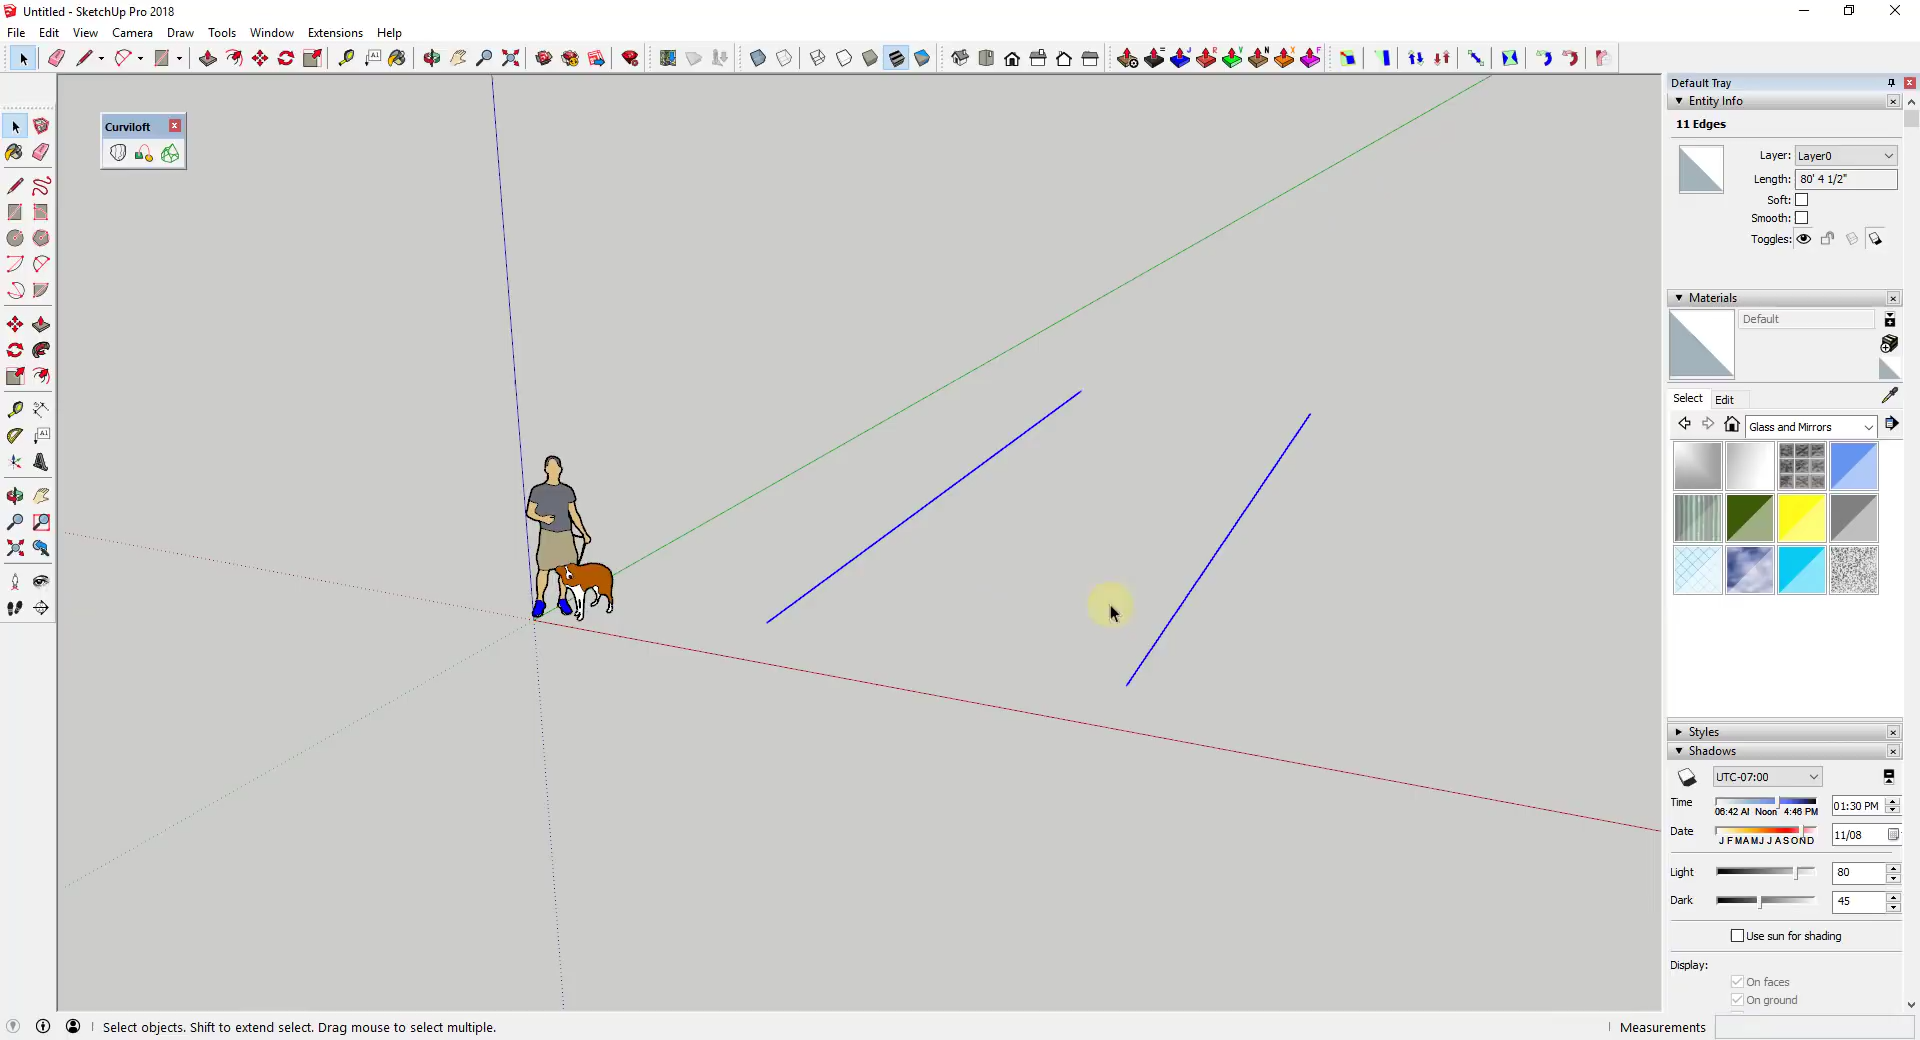 Untitled - SketchUp Pro 2018
File Edit View Camera Draw Tools Window Extensions Help
Default Tray
Entity Info
11 Edges
Layer: Layer0
Length: 80' 4 1/2"
Soft:
Smooth:
Toggles:
Curviloft
Materials
Default
Select Edit
Glass and Mirrors
Styles
Shadows
UTC-07:00
Time 01:30 PM
06:42 AI Noon 4:46 PM
Date 11/08
J F M A M J J A S O N D
Light 80
Dark 45
Use sun for shading
Display:
On faces
On ground
Select objects. Shift to extend select. Drag mouse to select multiple.
Measurements